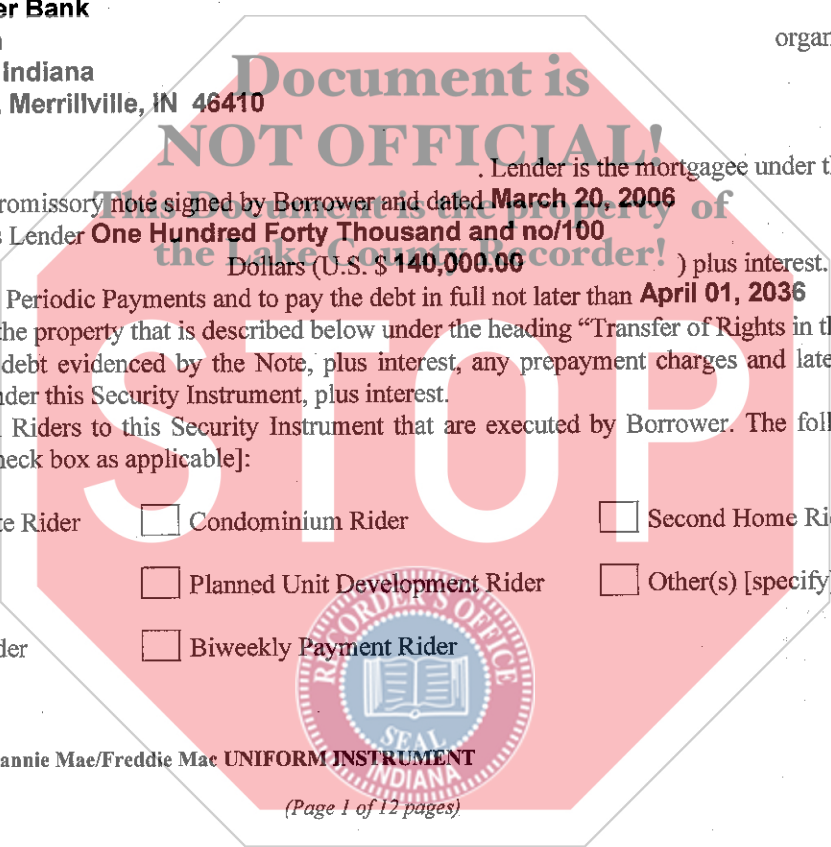 er Bank
organ
Indiana
, Merrillville, IN 46410
Document is
NOT OFFICIAL!
. Lender is the mortgagee under th
romissory note signed by Borrower and dated March 20, 2006
This Document is the property of
s Lender One Hundred Forty Thousand and no/100
the Lake County Recorder!
Dollars (U.S. $ 140,000.00 ) plus interest.
Periodic Payments and to pay the debt in full not later than April 01, 2036
the property that is described below under the heading “Transfer of Rights in th
debt evidenced by the Note, plus interest, any prepayment charges and late
nder this Security Instrument, plus interest.
Riders to this Security Instrument that are executed by Borrower. The foll
heck box as applicable]:
STOP
te Rider Condominium Rider Second Home Ri
Planned Unit Development Rider Other(s) [specify]
der Biweekly Payment Rider
RECORDER'S OFFICE
SEAL
INDIANA
annie Mae/Freddie Mac UNIFORM INSTRUMENT
(Page 1 of 12 pages)